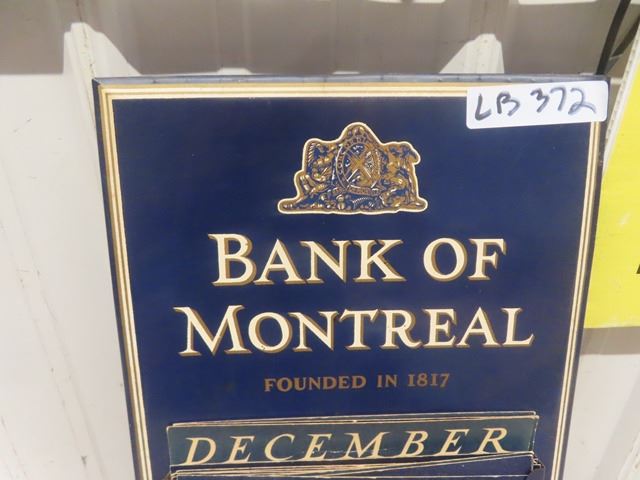 LB 372
BANK OF
MONTREAL
FOUNDED IN 1817
DECEMBER